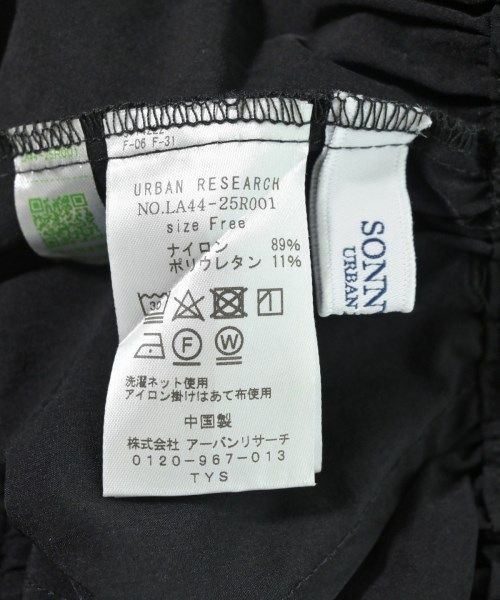 F-06 F-31
URBAN RESEARCH
NO.LA44-25R001
size Free
ナイロン 89%
ポリウレタン 11%
30
F W
洗濯ネット使用
アイロン掛けはあて布使用
中国製
株式会社 アーバンリサーチ
0120-967-013
TYS
SONN
URBAN